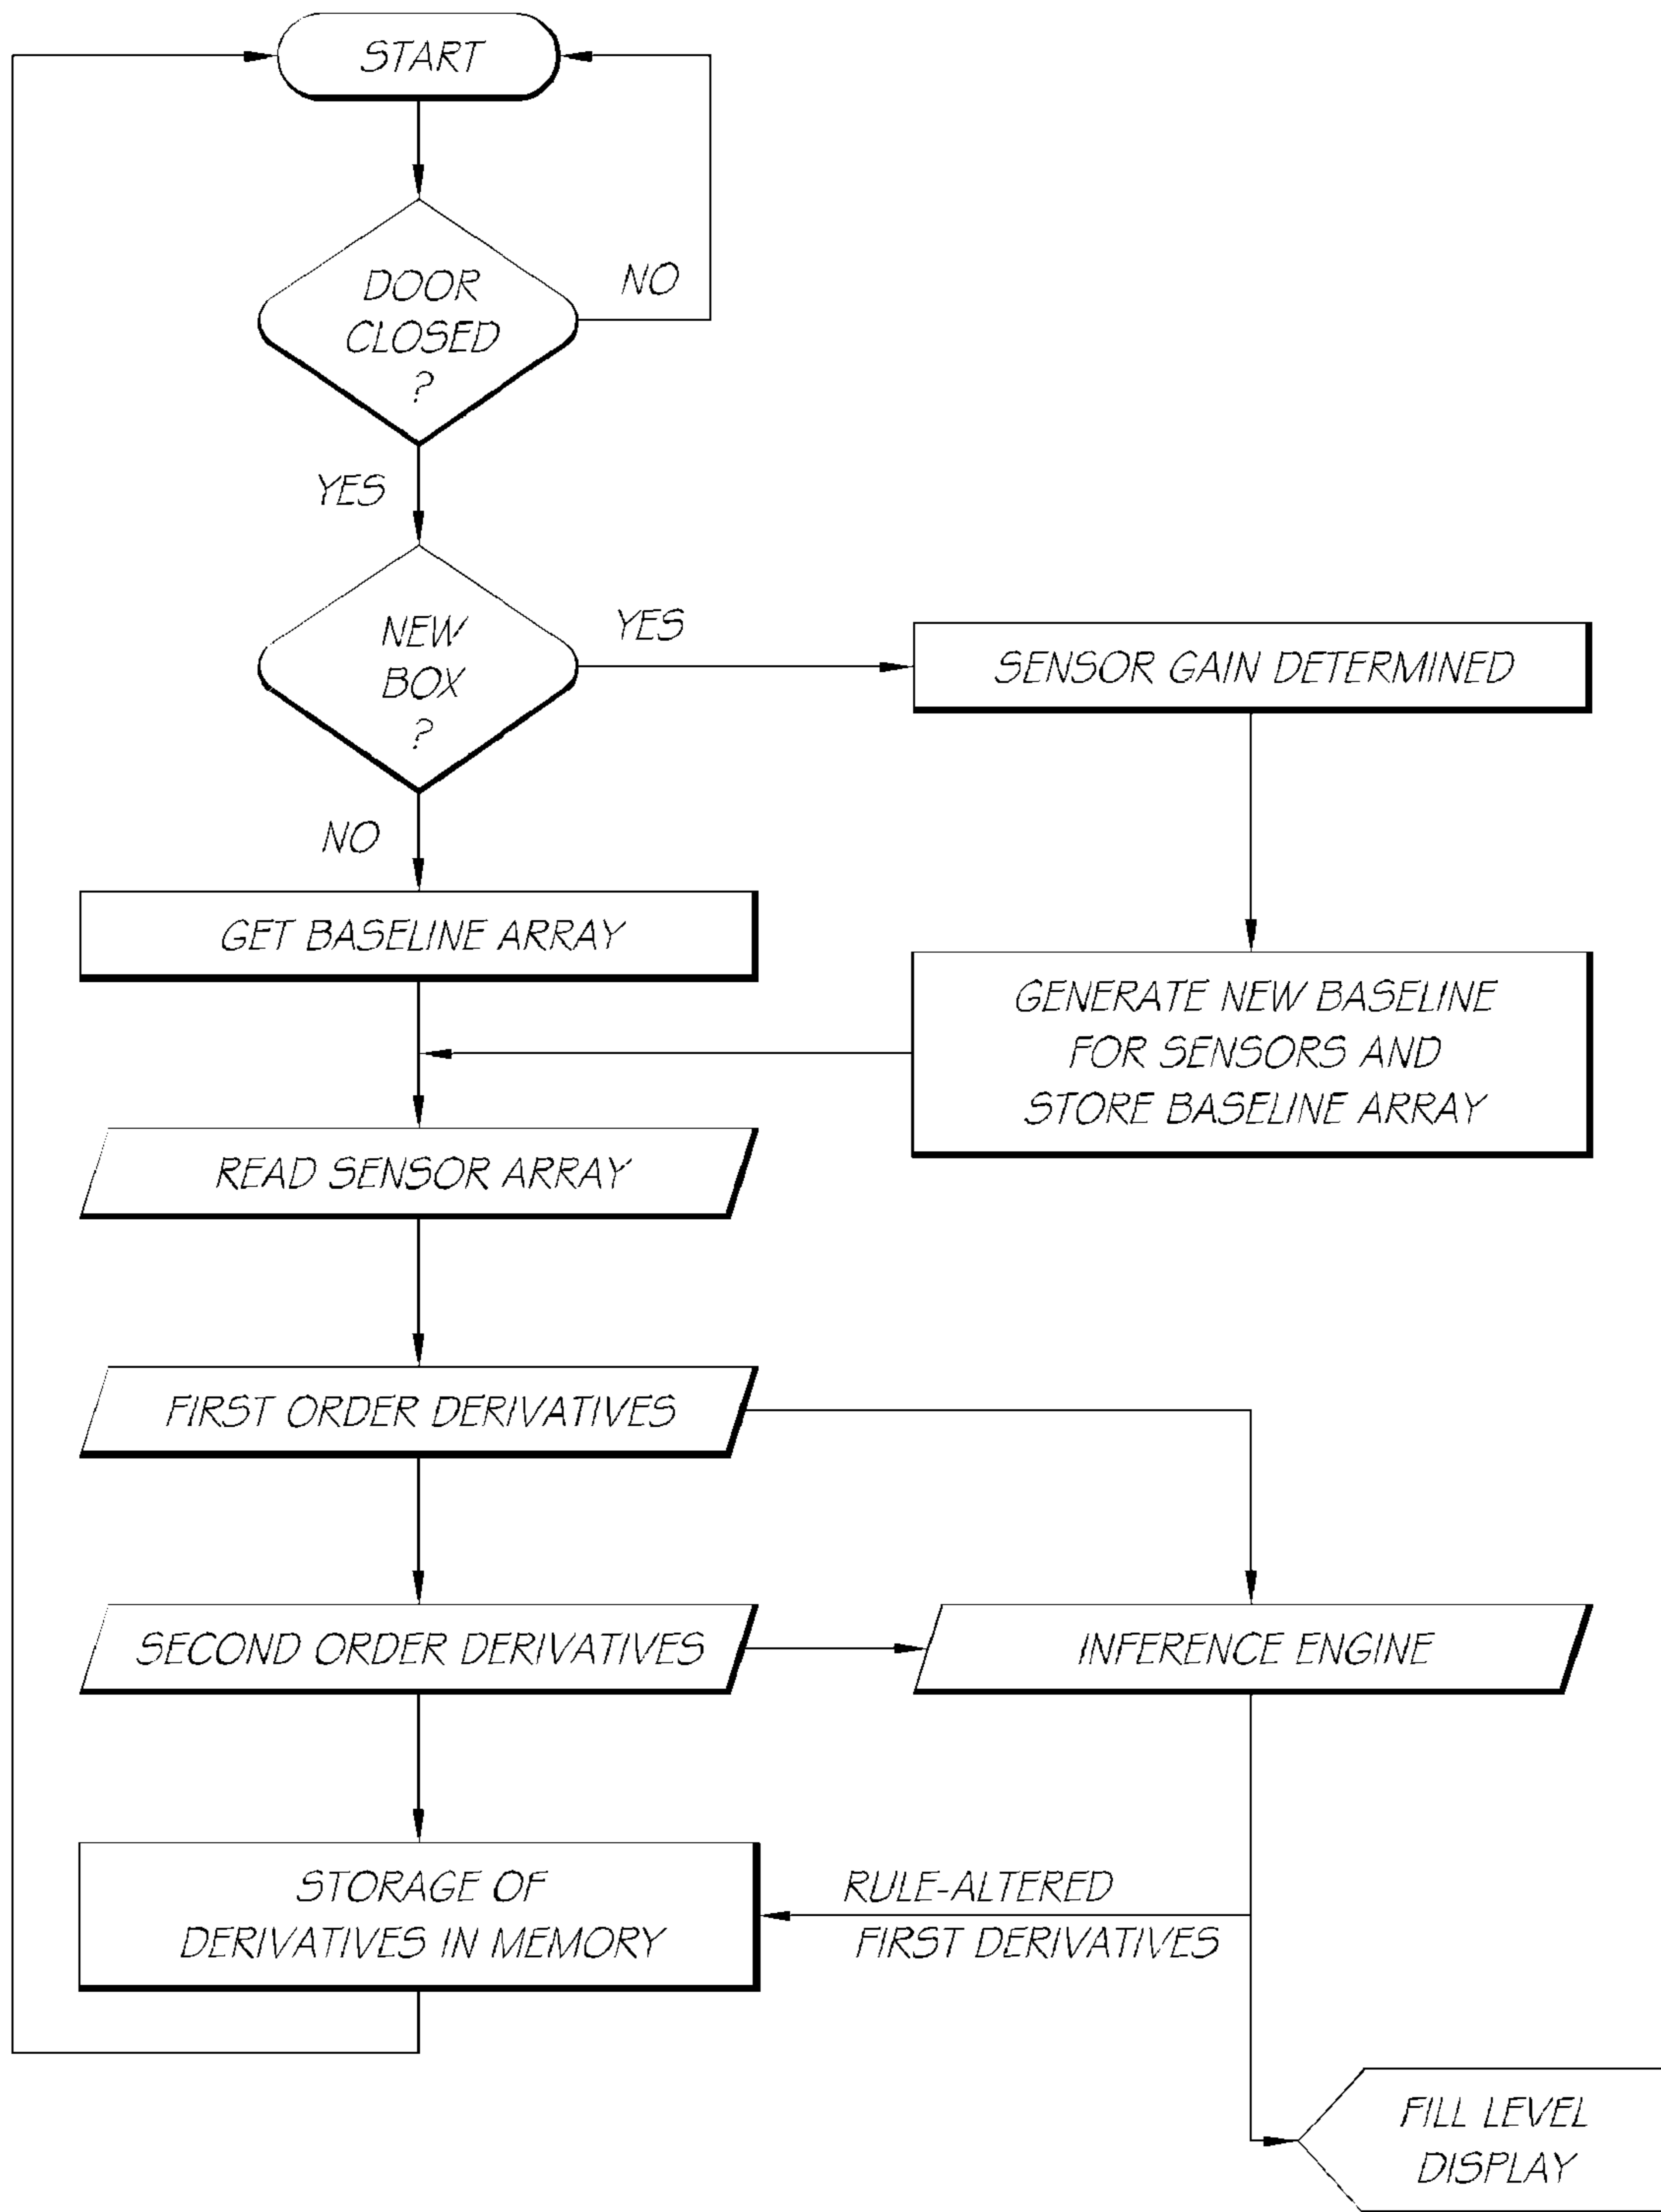 START
DOOR
CLOSED
?
NO
YES
NEW
BOX
?
YES
SENSOR GAIN DETERMINED
NO
GET BASELINE ARRAY
GENERATE NEW BASELINE
FOR SENSORS AND
STORE BASELINE ARRAY
READ SENSOR ARRAY
FIRST ORDER DERIVATIVES
SECOND ORDER DERIVATIVES
INFERENCE ENGINE
STORAGE OF
DERIVATIVES IN MEMORY
RULE-ALTERED
FIRST DERIVATIVES
FILL LEVEL
DISPLAY